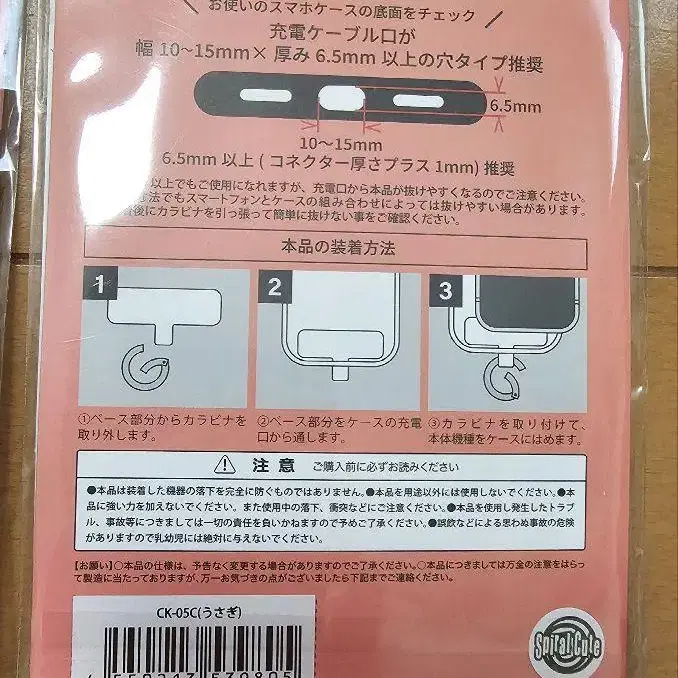 お使いのスマホケースの底面をチェック
充電ケーブル口が
幅 10〜15mm× 厚み 6.5mm 以上の穴タイプ推奨
6.5mm
10〜15mm
6.5mm 以上 ( コネクター厚さプラス 1mm) 推奨
以上でもご使用になれますが、充電口から本品が抜けやすくなるのでご注意ください。
方法でもスマートフォンとケースの組み合わせによっては抜けやすい場合があります。
後にカラビナを引っ張って簡単に抜けない事をご確認ください。
本品の装着方法
1
2
3
①ベース部分からカラビナを
取り外します。
②ベース部分をケースの充電
口から通します。
③カラビナを取り付けて、
本体機種をケースにはめます。
注意 ご購入前に必ずお読みください
●本品は装着した機器の落下を完全に防ぐものではありません。●本品を用途以外には使用しないでください。●本
品に強い力を加えないでください。また使用中の落下、衝突などにご注意ください。●本品を使用し発生したトラブ
ル、事故等につきましては一切の責任を負いかねますので予めご了承ください。●誤飲などによる思わぬ事故の危険
がありますので乳幼児には絶対に与えないでください。
【お願い】○本品の仕様は、予告なく変更する場合がありますのでご了承ください。○本品につきましては万全の注意をはらっ
て製造に当たっておりますが、万一お気づきの点がございましたら下記までご連絡ください。
CK-05C(うさぎ)
Spiral Cute